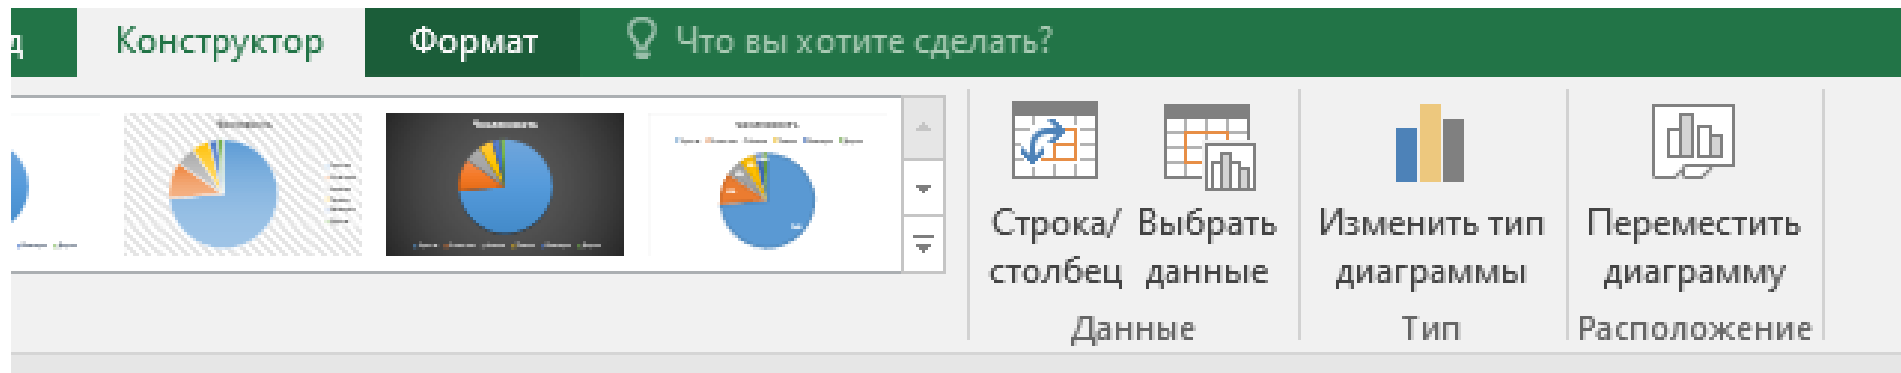 д
Конструктор
Формат
Что вы хотите сделать?
Строка/
столбец
Выбрать
данные
Изменить тип
диаграммы
Переместить
диаграмму
Данные
Тип
Расположение